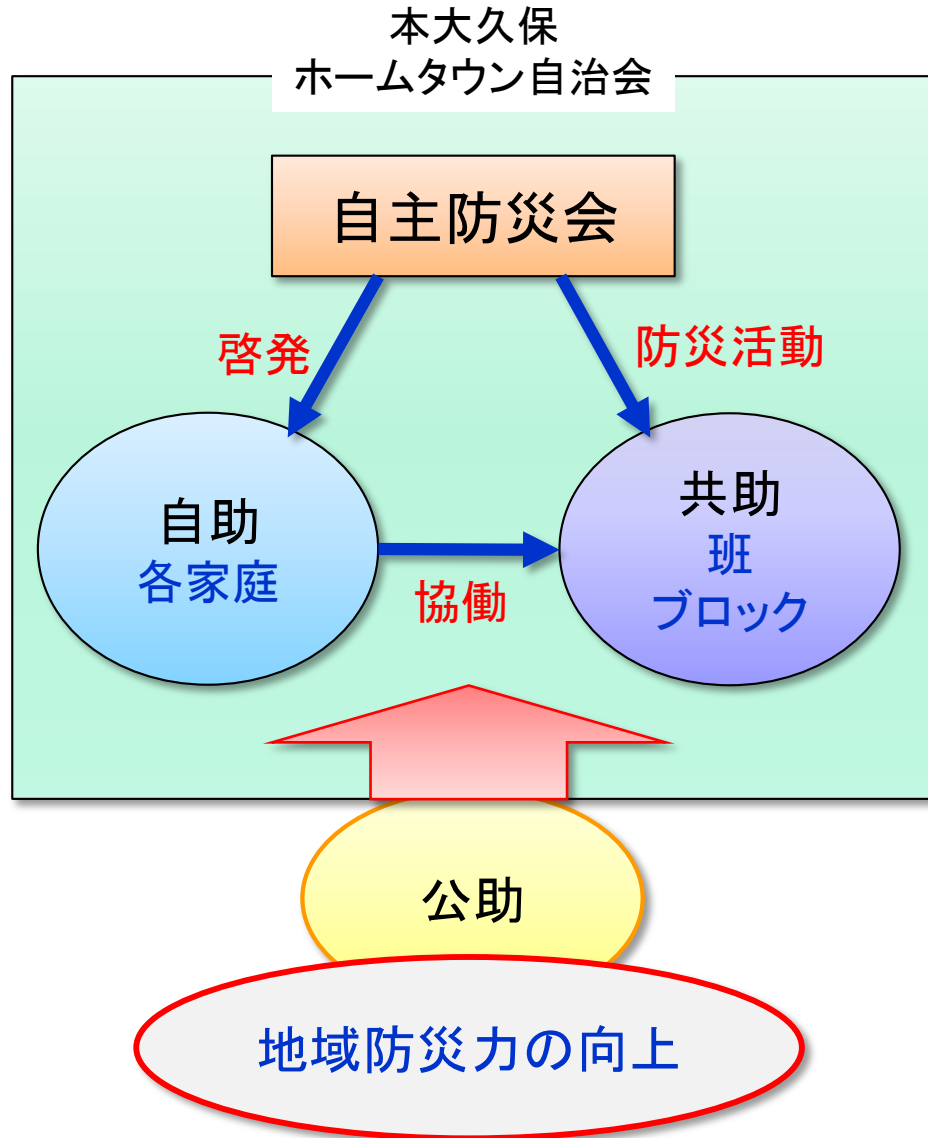 本大久保
ホームタウン自治会
自主防災会
啓発
防災活動
自助
各家庭
協働
共助
班
ブロック
公助
地域防災力の向上